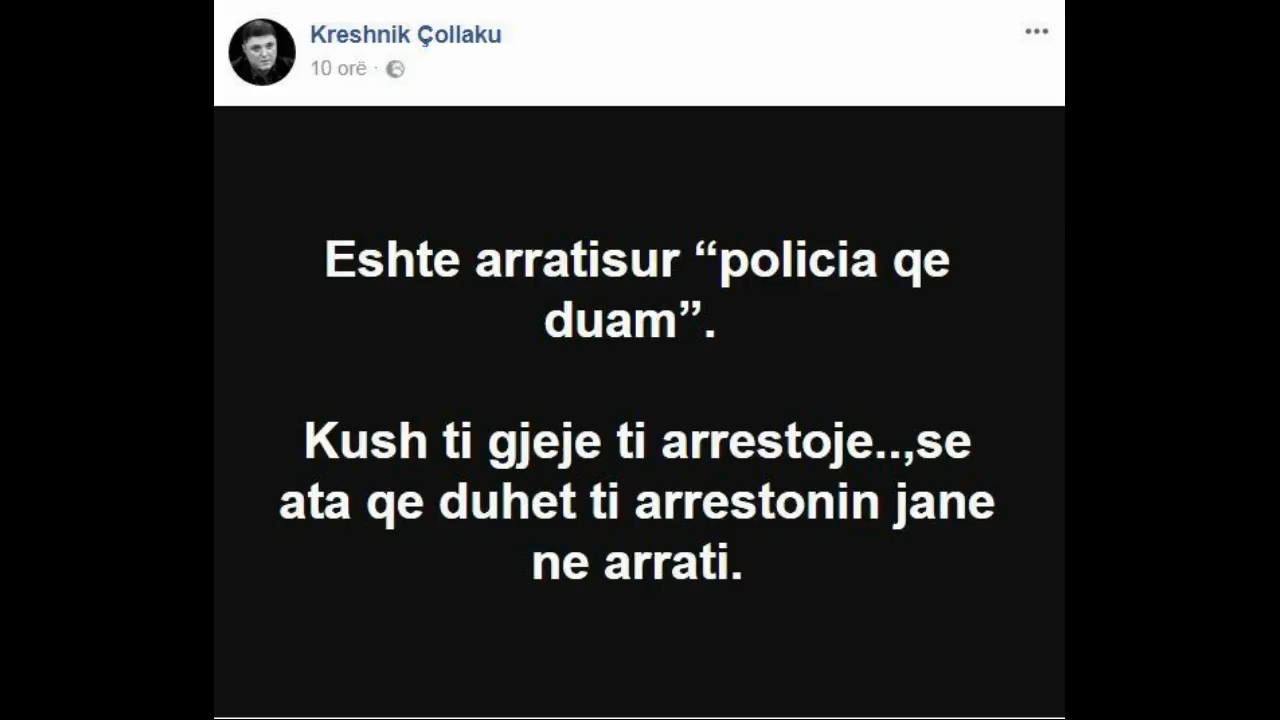 Kreshnik Çollaku
10 orë ·
Eshte arratisur “policia qe
duam”.
Kush ti gjeje ti arrestoje..,se
ata qe duhet ti arrestonin jane
ne arrati.